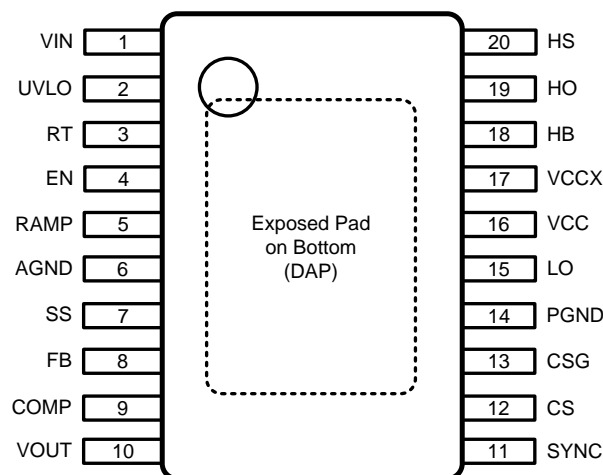 VIN 1
UVLO 2
RT 3
EN 4
RAMP 5
AGND 6
SS 7
FB 8
COMP 9
VOUT 10
Exposed Pad
on Bottom
(DAP)
20 HS
19 HO
18 HB
17 VCCX
16 VCC
15 LO
14 PGND
13 CSG
12 CS
11 SYNC